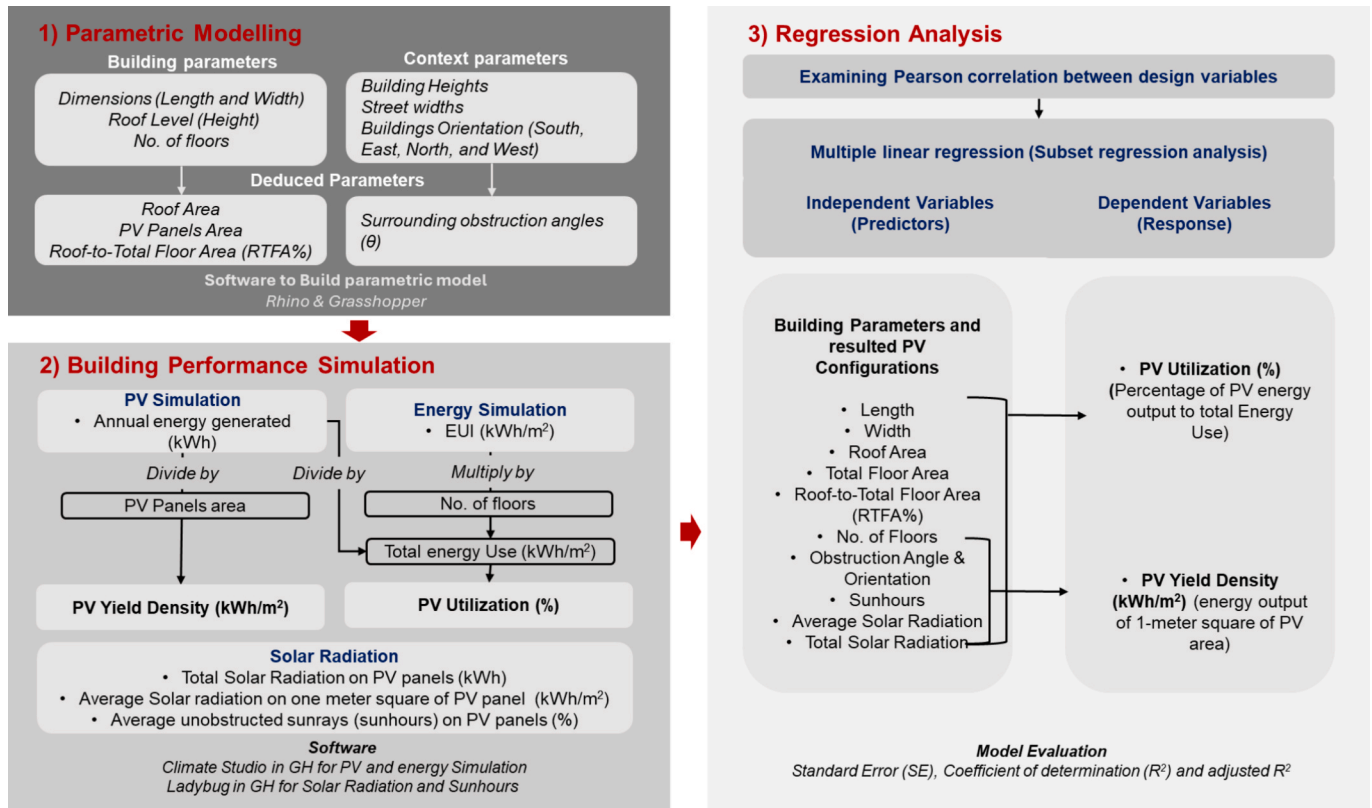 1) Parametric Modelling
Building parameters
Dimensions (Length and Width)
Roof Level (Height)
No. of floors
Context parameters
Building Heights
Street widths
Buildings Orientation (South,
East, North, and West)
Deduced Parameters
Roof Area
PV Panels Area
Roof-to-Total Floor Area (RTFA%)
Surrounding obstruction angles
(θ)
Software to Build parametric model
Rhino & Grasshopper
2) Building Performance Simulation
PV Simulation
• Annual energy generated
(kWh)
Energy Simulation
• EUI (kWh/m²)
Divide by
Divide by
Multiply by
PV Panels area
No. of floors
Total energy Use (kWh/m²)
PV Yield Density (kWh/m²)
PV Utilization (%)
Solar Radiation
• Total Solar Radiation on PV panels (kWh)
• Average Solar radiation on one meter square of PV panel (kWh/m²)
• Average unobstructed sunrays (sunhours) on PV panels (%)
Software
Climate Studio in GH for PV and energy Simulation
Ladybug in GH for Solar Radiation and Sunhours
3) Regression Analysis
Examining Pearson correlation between design variables
Multiple linear regression (Subset regression analysis)
Independent Variables
(Predictors)
Dependent Variables
(Response)
Building Parameters and
resulted PV
Configurations
• Length
• Width
• Roof Area
• Total Floor Area
• Roof-to-Total Floor Area
(RTFA%)
• No. of Floors
• Obstruction Angle &
Orientation
• Sunhours
• Average Solar Radiation
• Total Solar Radiation
• PV Utilization (%)
(Percentage of PV energy
output to total Energy
Use)
• PV Yield Density
(kWh/m²) (energy output
of 1-meter square of PV
area)
Model Evaluation
Standard Error (SE), Coefficient of determination (R²) and adjusted R²